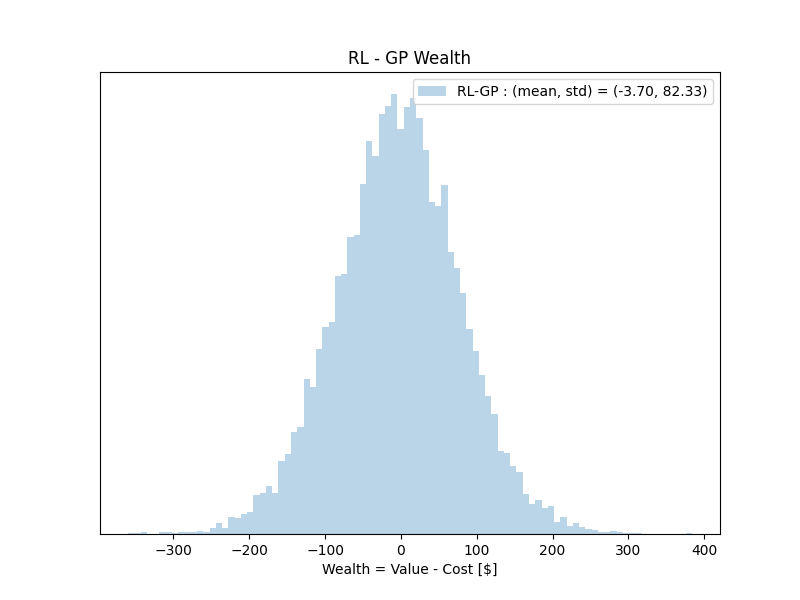 RL - GP Wealth
RL-GP : (mean, std) = (-3.70, 82.33)
−300 −200 −100 0 100 200 300 400
Wealth = Value - Cost [$]